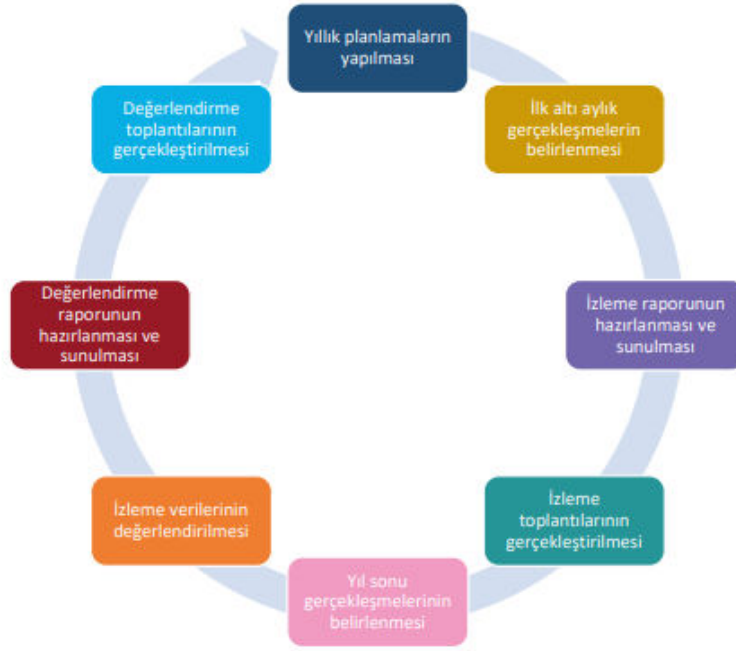 Yıllık planlamaların
yapılması
İlk altı aylık
gerçekleşmelerin
belirlenmesi
İzleme raporunun
hazırlanması ve
sunulması
İzleme
toplantılarının
gerçekleştirilmesi
Yıl sonu
gerçekleşmelerinin
belirlenmesi
İzleme verilerinin
değerlendirilmesi
Değerlendirme
raporunun
hazırlanması ve
sunulması
Değerlendirme
toplantılarının
gerçekleştirilmesi